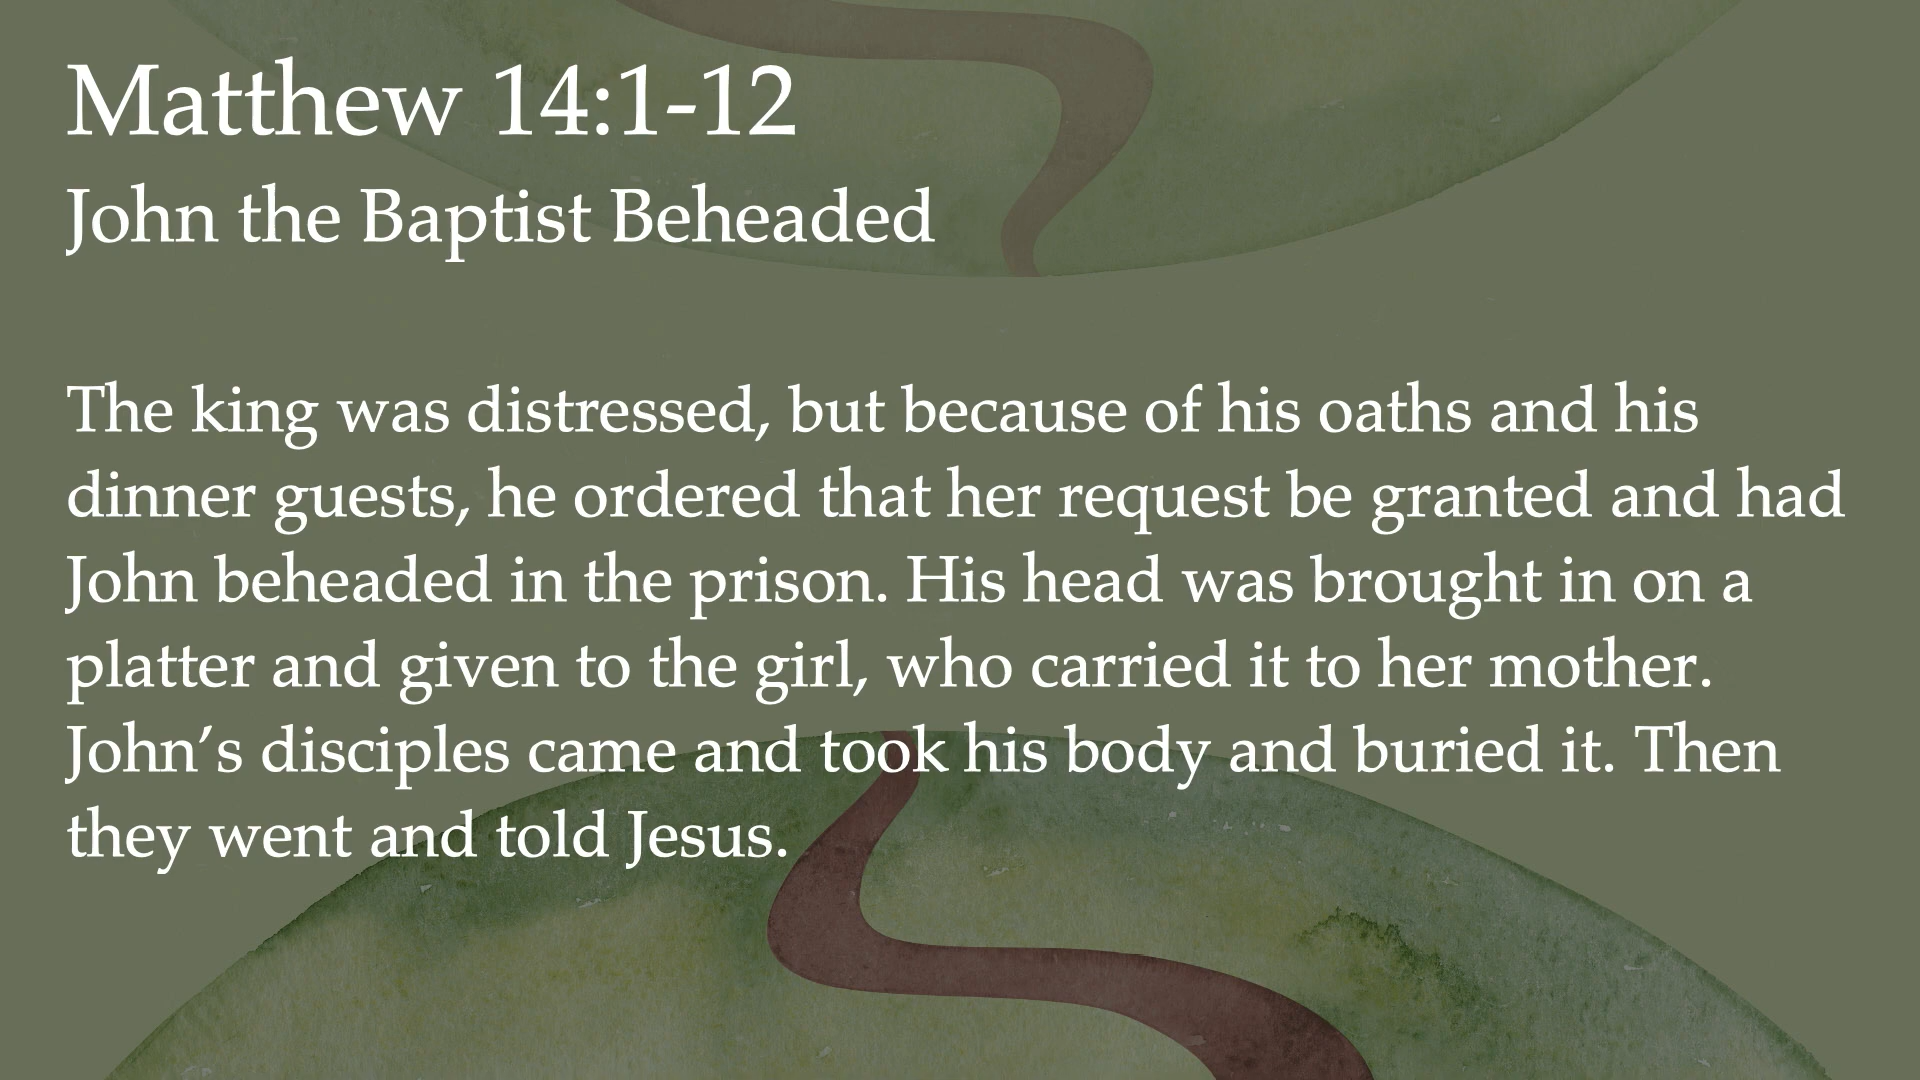 Matthew 14:1-12
John the Baptist Beheaded
The king was distressed, but because of his oaths and his
dinner guests, he ordered that her request be granted and had
John beheaded in the prison. His head was brought in on a
platter and given to the girl, who carried it to her mother.
John’s disciples came and took his body and buried it. Then
they went and told Jesus.